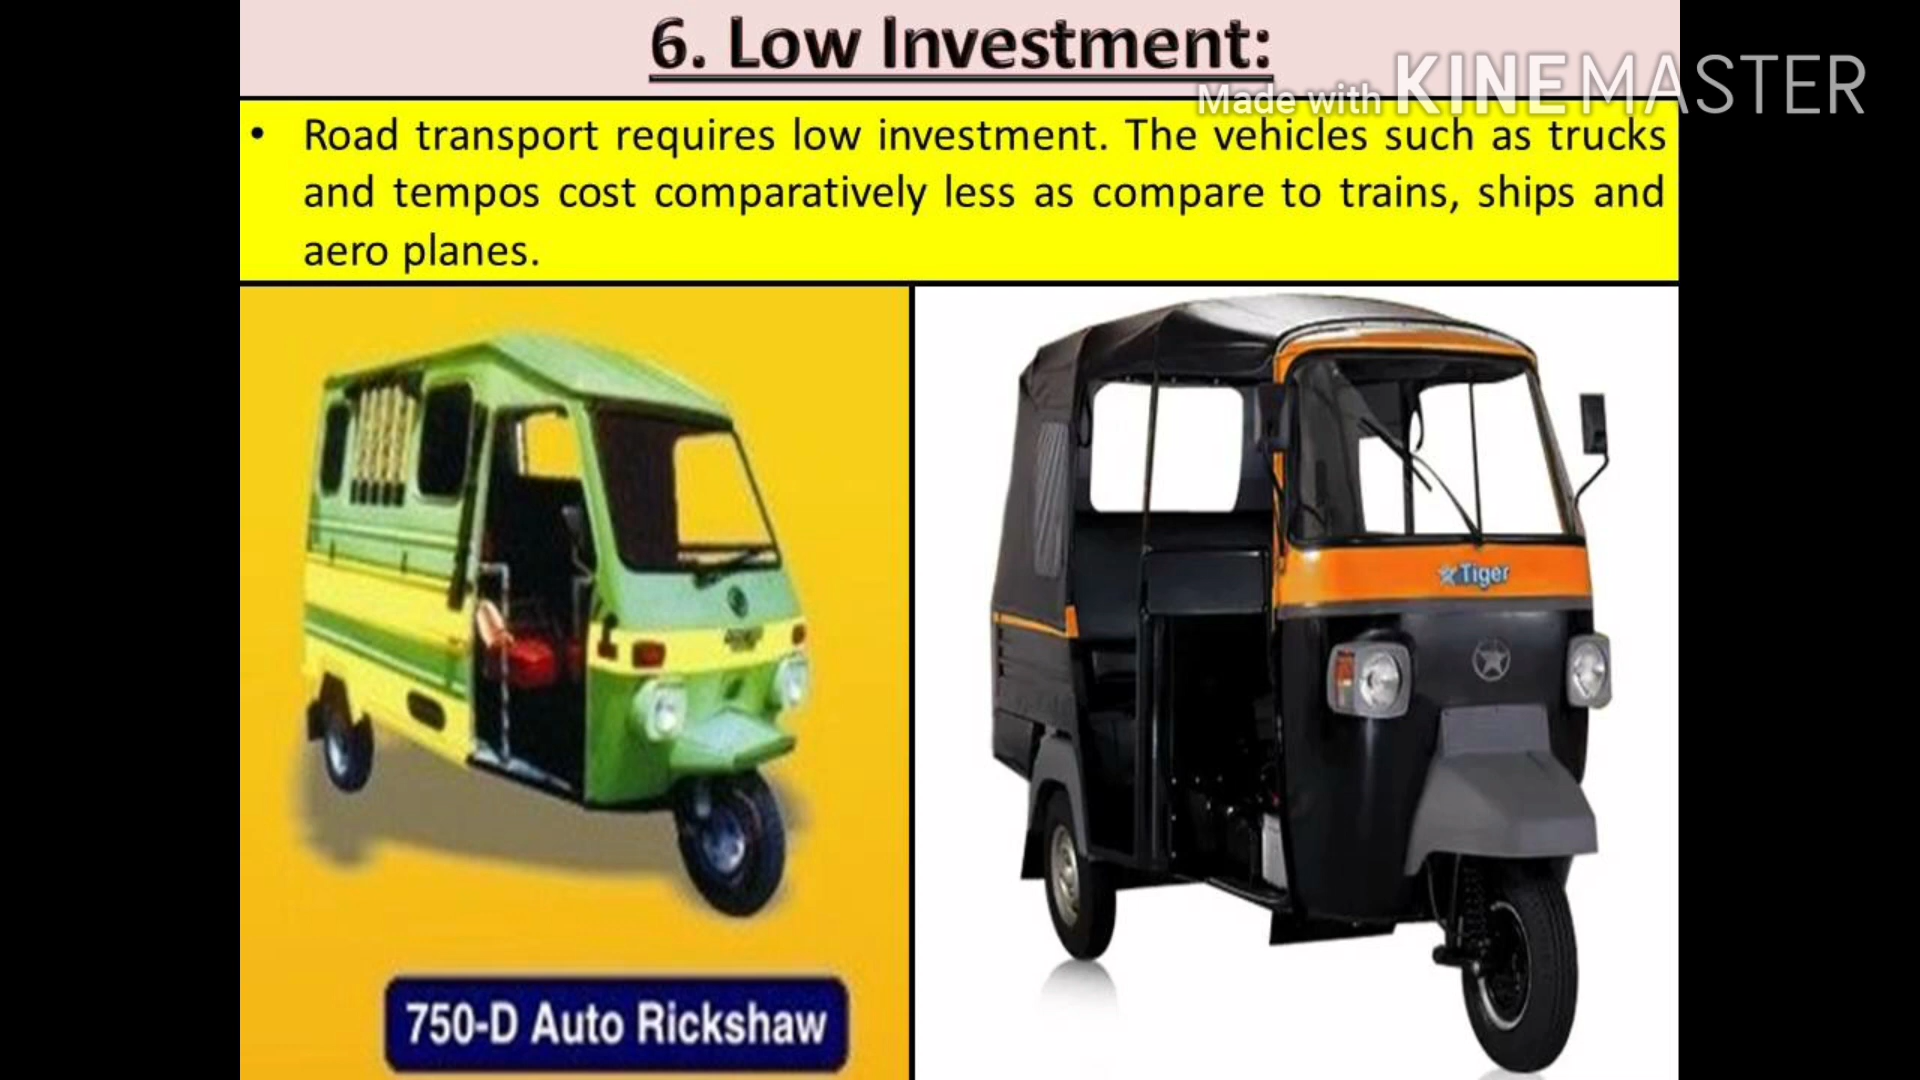 6. Low Investment:
Made with KINEMASTER
• Road transport requires low investment. The vehicles such as trucks
and tempos cost comparatively less as compare to trains, ships and
aero planes.
Tiger
750-D Auto Rickshaw